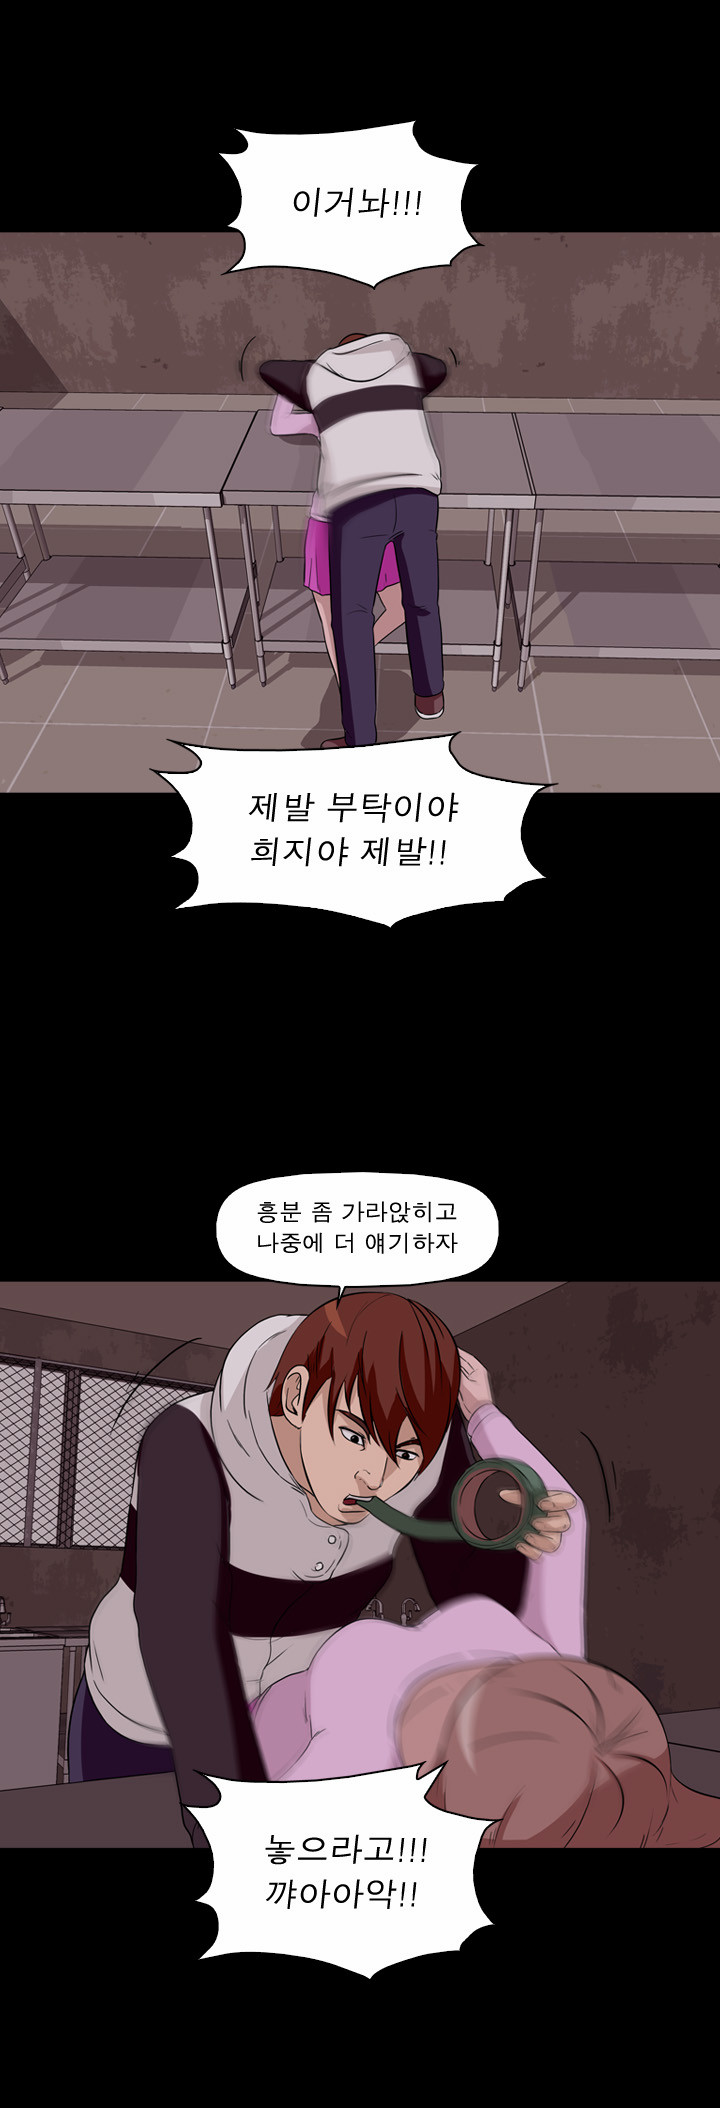 이거놔!!!
제발 부탁이야
희지야 제발!!
흥분 좀 가라앉히고
나중에 더 얘기하자
놓으라고!!!
꺄아아악!!